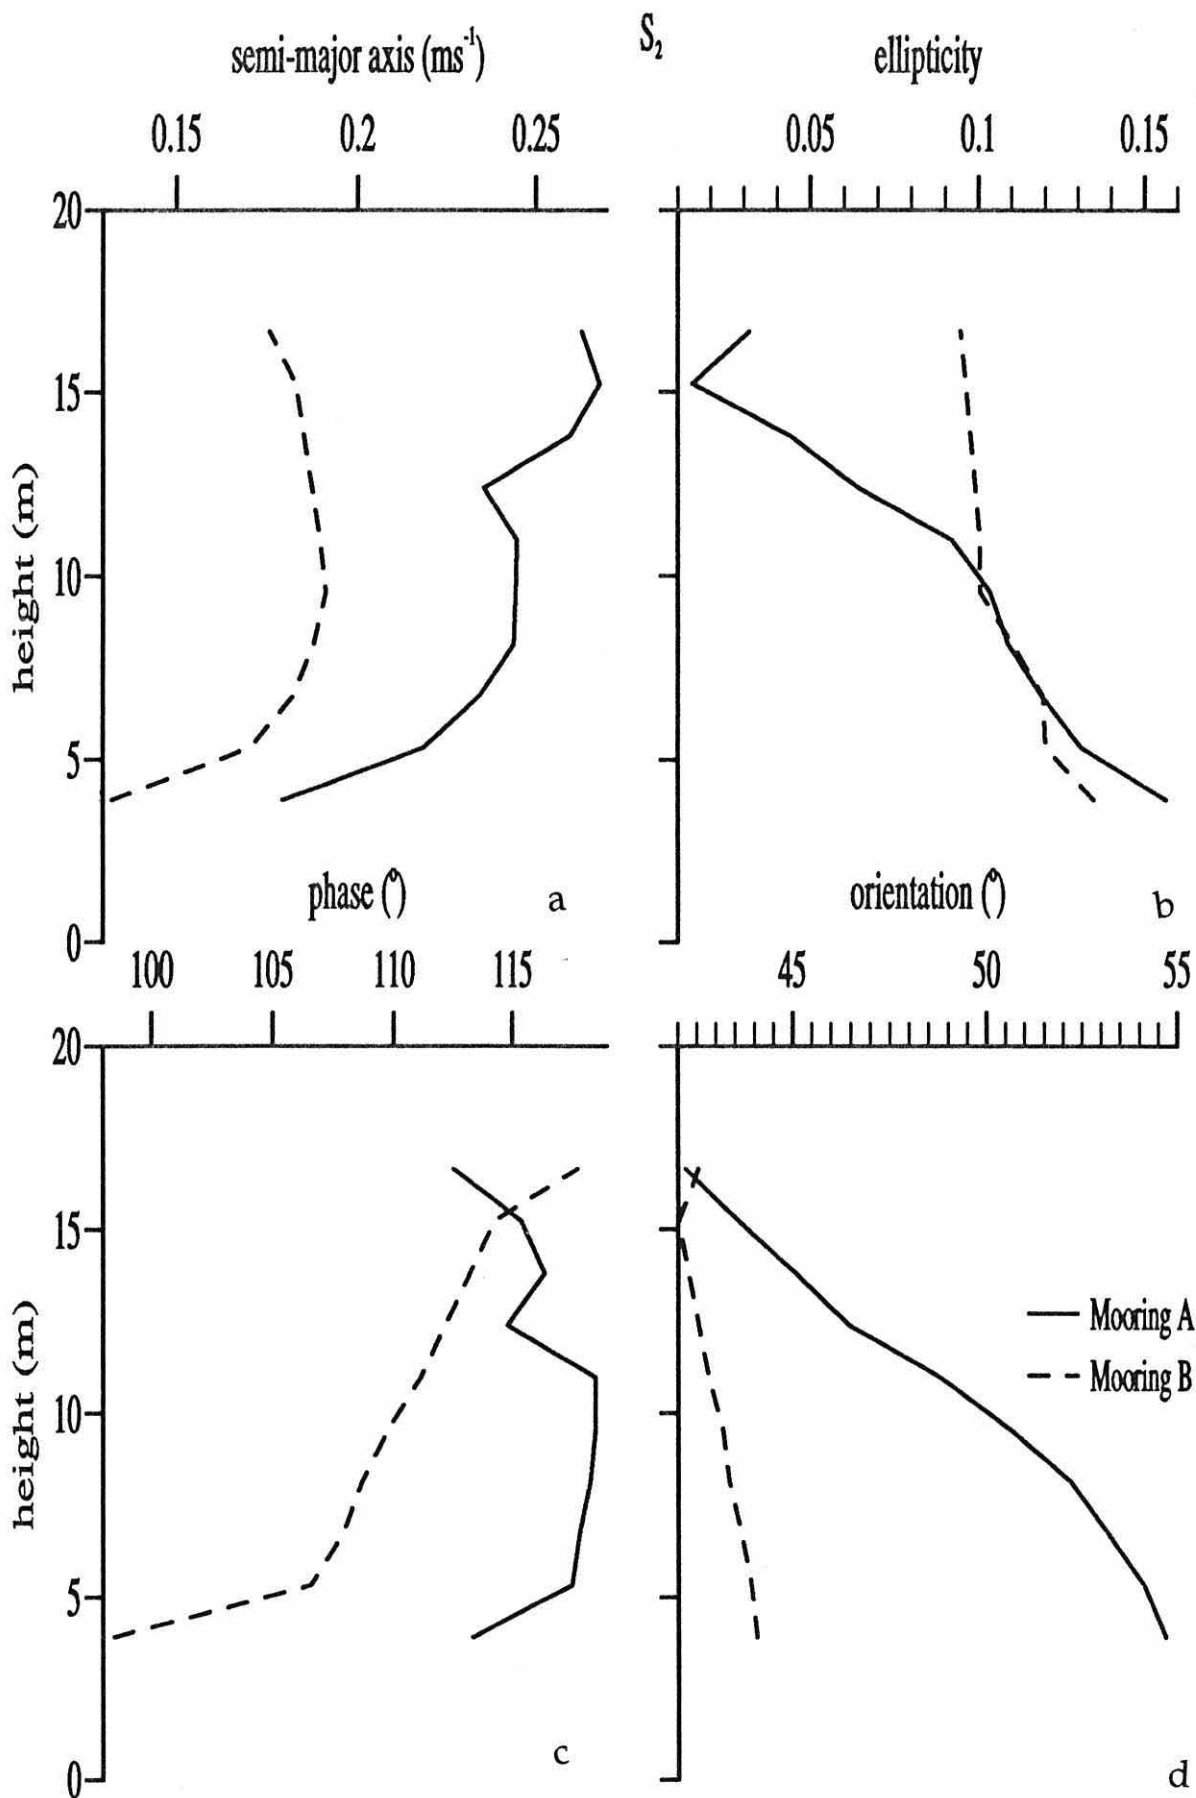 S₂
semi-major axis (ms⁻¹)
ellipticity
0.15 0.2 0.25
0.05 0.1 0.15
20
15
10
5
0
height (m)
phase (°)
a
orientation (°)
b
100 105 110 115
45 50 55
20
15
10
5
0
height (m)
Mooring A
Mooring B
c
d